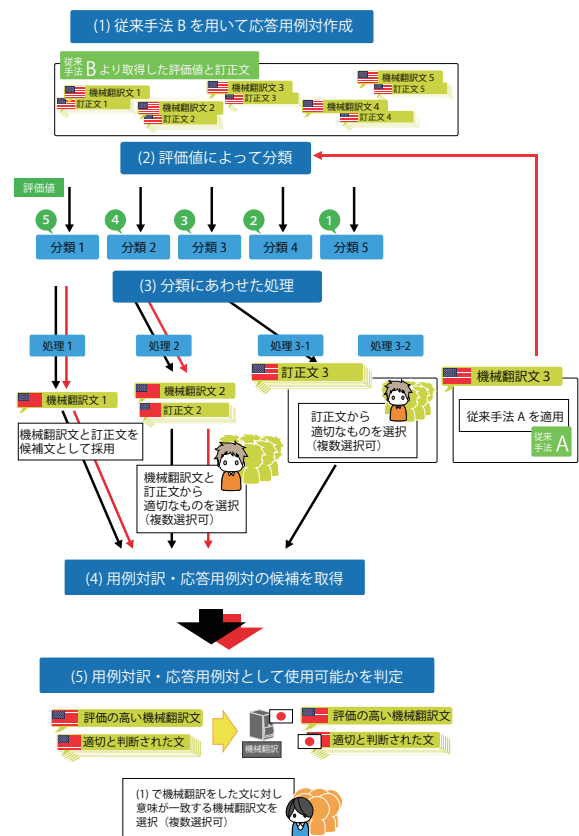 (1) 従来手法 B を用いて応答用例対作成
従来
手法 B より取得した評価値と訂正文
機械翻訳文 1
訂正文 1
機械翻訳文 2
訂正文 2
機械翻訳文 3
訂正文 3
機械翻訳文 4
訂正文 4
機械翻訳文 5
訂正文 5
(2) 評価値によって分類
評価値
5
4
3
2
1
分類 1
分類 2
分類 3
分類 4
分類 5
(3) 分類にあわせた処理
処理 1
処理 2
処理 3-1
処理 3-2
機械翻訳文 1
機械翻訳文と訂正文を
候補文として採用
機械翻訳文 2
訂正文 2
機械翻訳文と
訂正文から
適切なものを選択
（複数選択可）
訂正文 3
訂正文から
適切なものを選択
（複数選択可）
機械翻訳文 3
従来手法 A を適用
従来
手法 A
(4) 用例対訳・応答用例対の候補を取得
(5) 用例対訳・応答用例対として使用可能かを判定
評価の高い機械翻訳文
適切と判断された文
機械翻訳
評価の高い機械翻訳文
適切と判断された文
(1) で機械翻訳をした文に対し
意味が一致する機械翻訳文を
選択（複数選択可）